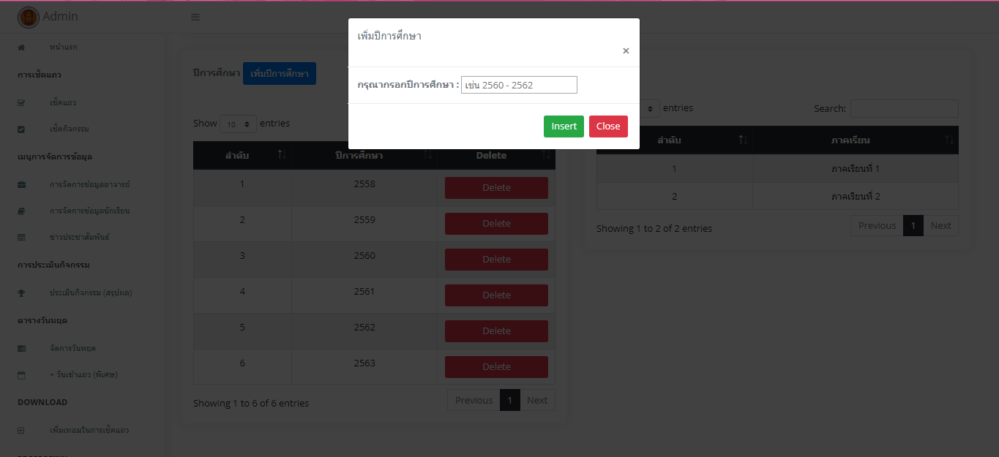 Admin
หน้าแรก
การเช็คแถว
เช็คแถว
เช็คกิจกรรม
เมนูการจัดการข้อมูล
การจัดการข้อมูลอาจารย์
การจัดการข้อมูลนักเรียน
ข่าวประชาสัมพันธ์
การประเมินกิจกรรม
ประเมินกิจกรรม (สรุปผล)
ตารางวันหยุด
จัดการวันหยุด
+ วันเข้าแถว (พิเศษ)
DOWNLOAD
เพิ่มเทอมในการเช็คแถว
เพิ่มปีการศึกษา
×
กรุณากรอกปีการศึกษา : เช่น 2560 - 2562
Insert Close
ปีการศึกษา เพิ่มปีการศึกษา
Show 10 entries
ลำดับ ปีการศึกษา Delete
1 2558 Delete
2 2559 Delete
3 2560 Delete
4 2561 Delete
5 2562 Delete
6 2563 Delete
Showing 1 to 6 of 6 entries
Previous 1 Next
entries Search:
ลำดับ ภาคเรียน
1 ภาคเรียนที่ 1
2 ภาคเรียนที่ 2
Showing 1 to 2 of 2 entries
Previous 1 Next